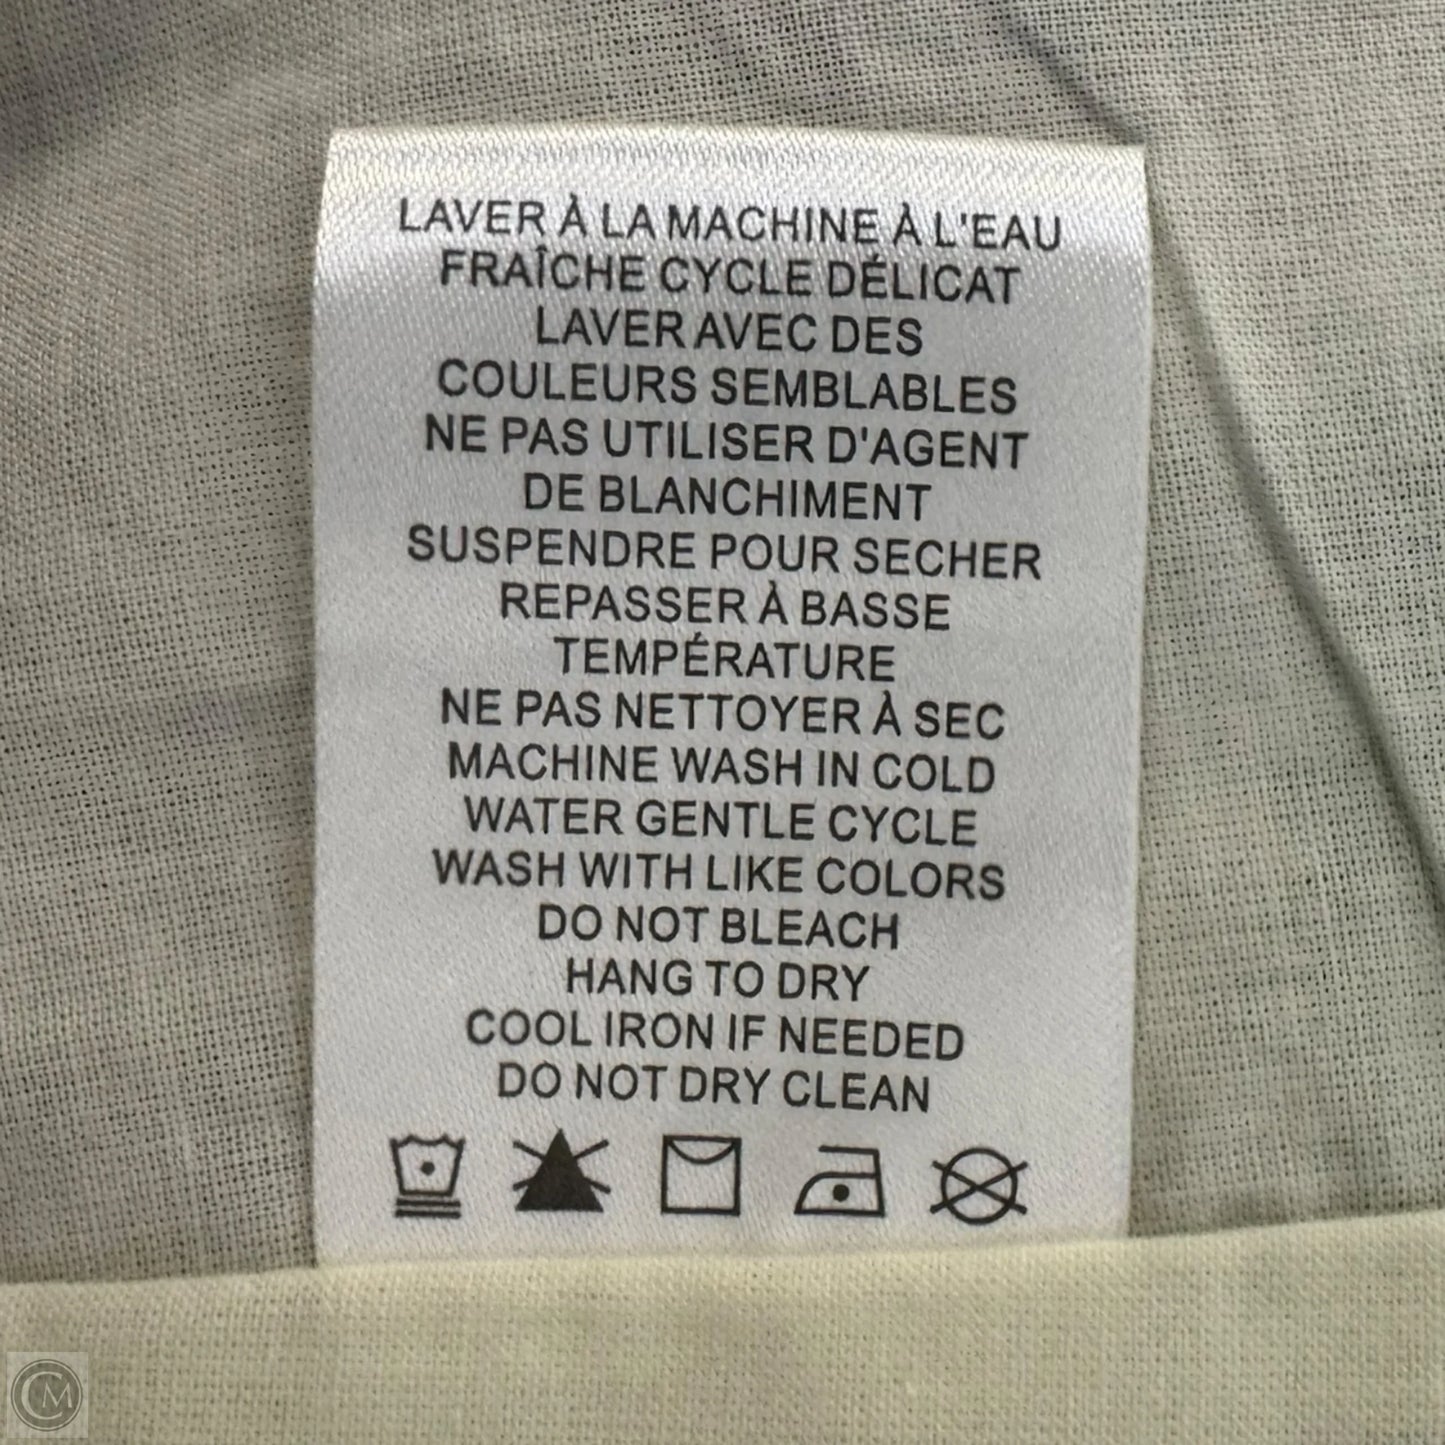 LAVER À LA MACHINE À L'EAU
FRAÎCHE CYCLE DÉLICAT
LAVER AVEC DES
COULEURS SEMBLABLES
NE PAS UTILISER D'AGENT
DE BLANCHIMENT
SUSPENDRE POUR SECHER
REPASSER À BASSE
TEMPÉRATURE
NE PAS NETTOYER À SEC
MACHINE WASH IN COLD
WATER GENTLE CYCLE
WASH WITH LIKE COLORS
DO NOT BLEACH
HANG TO DRY
COOL IRON IF NEEDED
DO NOT DRY CLEAN
CM